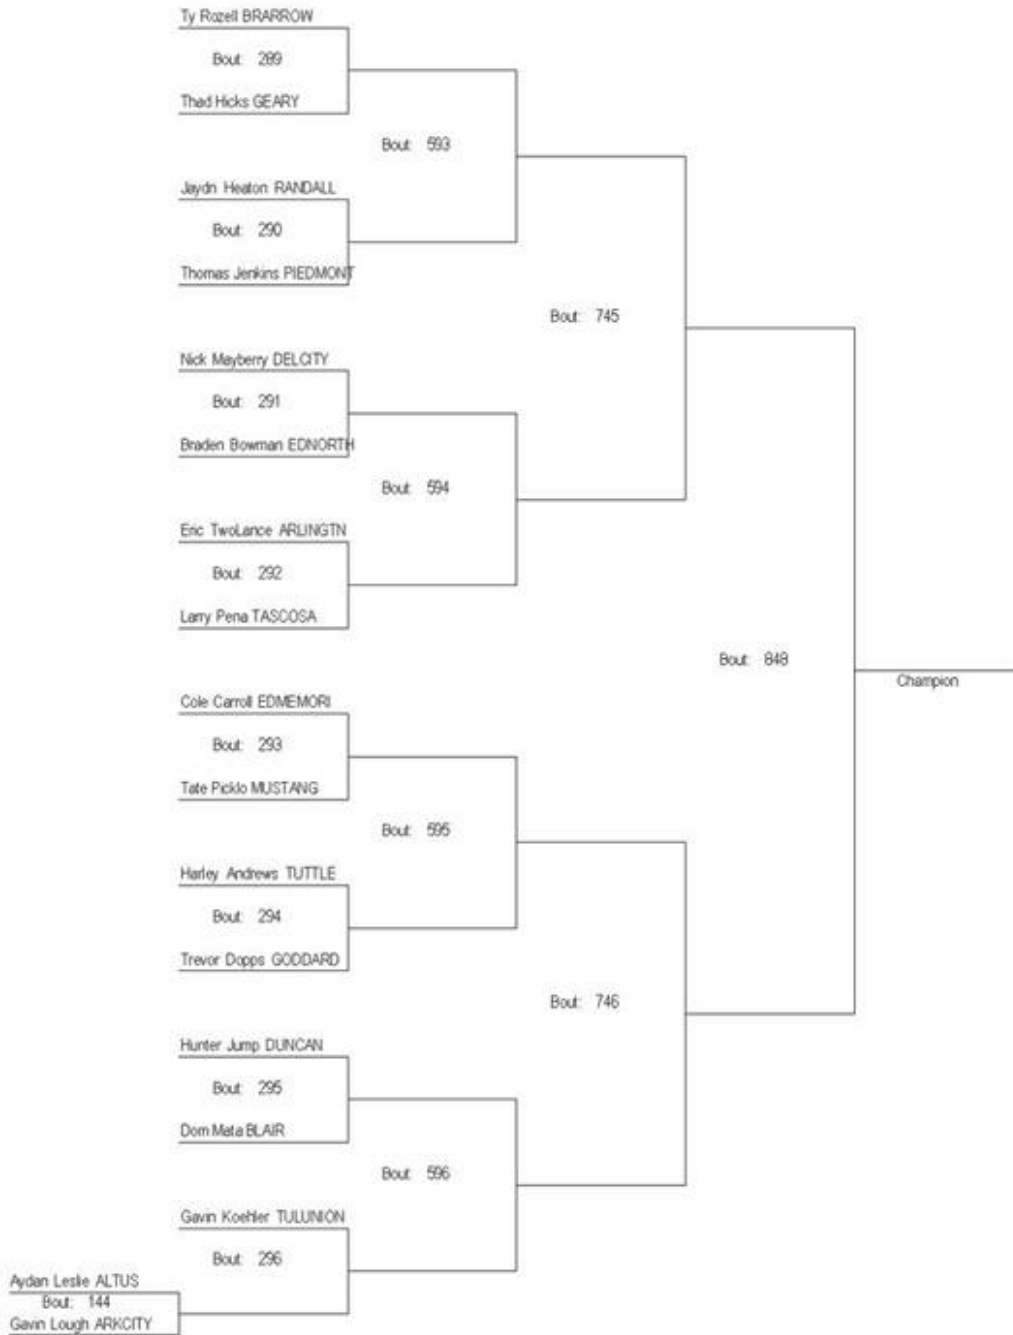 Ty Rozell BRARROW
Bout: 289
Thad Hicks GEARY
Bout: 593
Jaydn Heaton RANDALL
Bout: 290
Thomas Jenkins PIEDMONT
Bout: 745
Nick Mayberry DELCITY
Bout: 291
Braden Bowman EDNORTH
Bout: 594
Eric TwoLance ARLINGTN
Bout: 292
Larry Pena TASCOSA
Bout: 848
Champion
Cole Carroll EDMEMORI
Bout: 293
Tate Picklo MUSTANG
Bout: 595
Harley Andrews TUTTLE
Bout: 294
Trevor Dopps GODDARD
Bout: 746
Hunter Jump DUNCAN
Bout: 295
Dom Mata BLAIR
Bout: 596
Gavin Koehler TULUNION
Bout: 296
Aydan Leslie ALTUS
Bout: 144
Gavin Lough ARKCITY